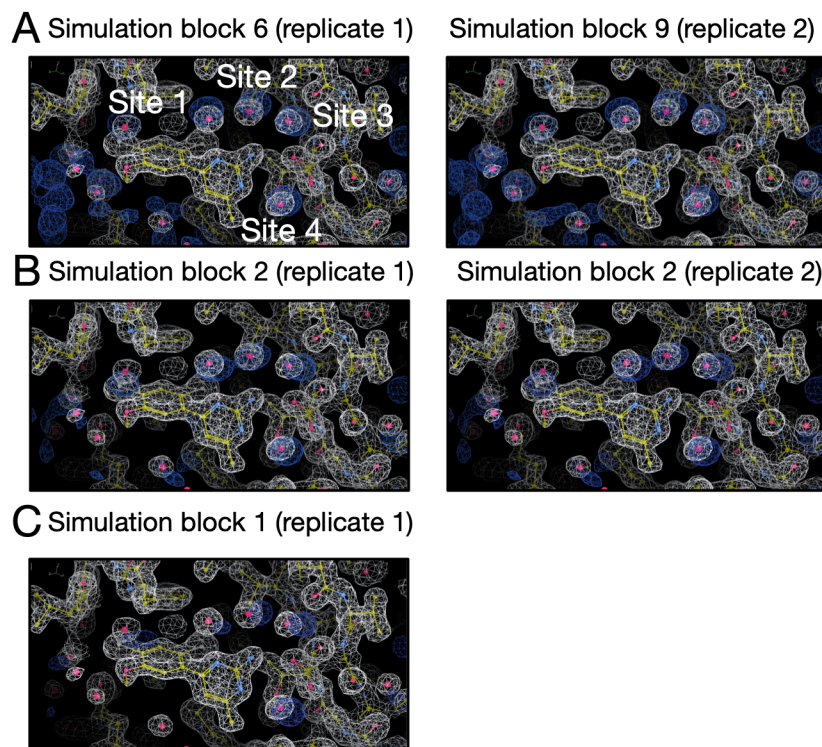 A Simulation block 6 (replicate 1) Simulation block 9 (replicate 2)
Site 2
Site 1
Site 3
Site 4
B Simulation block 2 (replicate 1) Simulation block 2 (replicate 2)
C Simulation block 1 (replicate 1)